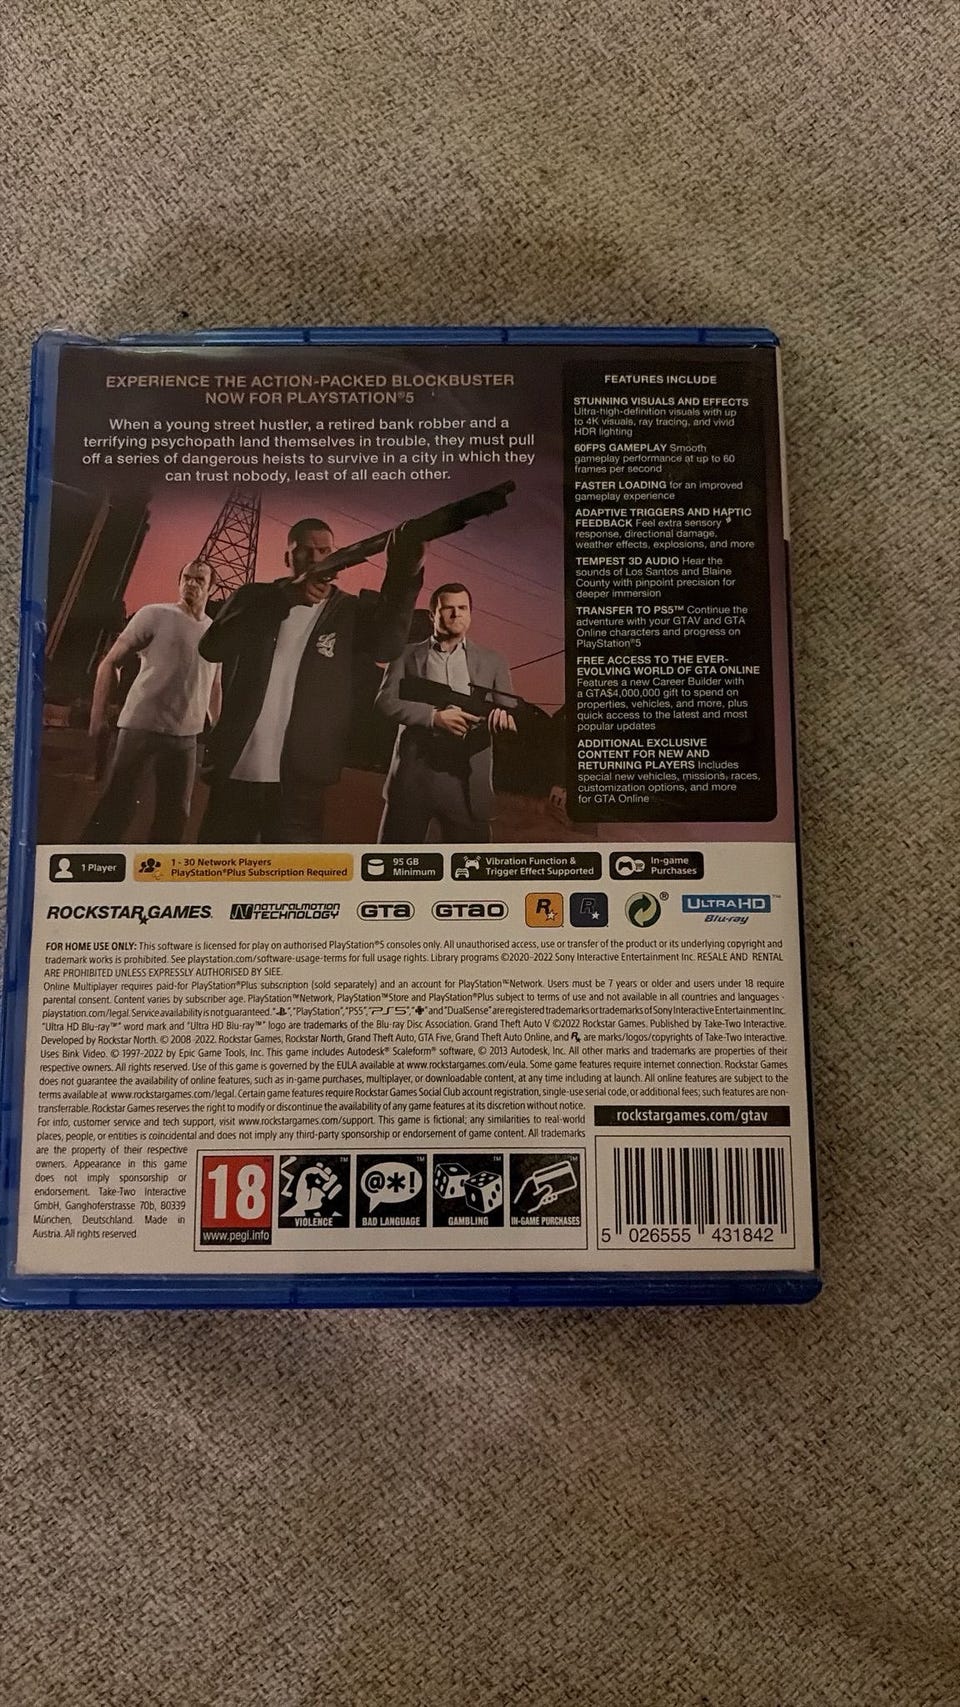 EXPERIENCE THE ACTION-PACKED BLOCKBUSTER
NOW FOR PLAYSTATION®5
When a young street hustler, a retired bank robber and a
terrifying psychopath land themselves in trouble, they must pull
off a series of dangerous heists to survive in a city in which they
can trust nobody, least of all each other.
FEATURES INCLUDE
STUNNING VISUALS AND EFFECTS
Ultra-high-definition visuals with up
to 4K visuals, ray tracing, and vivid
HDR lighting
60FPS GAMEPLAY Smooth
gameplay performance at up to 60
frames per second
FASTER LOADING for an improved
gameplay experience
ADAPTIVE TRIGGERS AND HAPTIC
FEEDBACK Feel extra sensory
response, directional damage,
weather effects, explosions, and more
TEMPEST 3D AUDIO Hear the
sounds of Los Santos and Blaine
County with pinpoint precision for
deeper immersion
TRANSFER TO PS5™ Continue the
adventure with your GTAV and GTA
Online characters and progress on
PlayStation®5
FREE ACCESS TO THE EVER-
EVOLVING WORLD OF GTA ONLINE
Features a new Career Builder with
a GTA$4,000,000 gift to spend on
properties, vehicles, and more, plus
quick access to the latest and most
popular updates
ADDITIONAL EXCLUSIVE
CONTENT FOR NEW AND
RETURNING PLAYERS Includes
special new vehicles, missions, races,
customization options, and more
for GTA Online
1 Player
1 - 30 Network Players
PlayStation®Plus Subscription Required
95 GB
Minimum
Vibration Function &
Trigger Effect Supported
In-game
Purchases
ROCKSTAR GAMES
NATURALMOTION
TECHNOLOGY
GTA
GTAO
R
R
ULTRA HD™
Blu-ray
FOR HOME USE ONLY: This software is licensed for play on authorised PlayStation®5 consoles only. All unauthorised access, use or transfer of the product or its underlying copyright and
trademark works is prohibited. See playstation.com/software-usage-terms for full usage rights. Library programs ©2020-2022 Sony Interactive Entertainment Inc. RESALE AND RENTAL
ARE PROHIBITED UNLESS EXPRESSLY AUTHORISED BY SIEE.
Online Multiplayer requires paid-for PlayStation®Plus subscription (sold separately) and an account for PlayStation™Network. Users must be 7 years or older and users under 18 require
parental consent. Content varies by subscriber age. PlayStation™Network, PlayStation™Store and PlayStation®Plus subject to terms of use and not available in all countries and languages -
playstation.com/legal. Service availability is not guaranteed. "PlayStation", "PS5", "PS5", and "DualSense" are registered trademarks or trademarks of Sony Interactive Entertainment Inc.
"Ultra HD Blu-ray™" word mark and "Ultra HD Blu-ray™" logo are trademarks of the Blu-ray Disc Association. Grand Theft Auto V ©2022 Rockstar Games. Published by Take-Two Interactive.
Developed by Rockstar North. © 2008-2022. Rockstar Games, Rockstar North, Grand Theft Auto, GTA Five, Grand Theft Auto Online, and R★ are marks/logos/copyrights of Take-Two Interactive.
Uses Bink Video. © 1997-2022 by Epic Game Tools, Inc. This game includes Autodesk® Scaleform® software, © 2013 Autodesk, Inc. All other marks and trademarks are properties of their
respective owners. All rights reserved. Use of this game is governed by the EULA available at www.rockstargames.com/eula. Some game features require internet connection. Rockstar Games
does not guarantee the availability of online features, such as in-game purchases, multiplayer, or downloadable content, at any time including at launch. All online features are subject to the
terms available at www.rockstargames.com/legal. Certain game features require Rockstar Games Social Club account registration, single-use serial code, or additional fees; such features are non-
transferrable. Rockstar Games reserves the right to modify or discontinue the availability of any game features at its discretion without notice.
For info, customer service and tech support, visit www.rockstargames.com/support. This game is fictional; any similarities to real-world
places, people, or entities is coincidental and does not imply any third-party sponsorship or endorsement of game content. All trademarks
are the property of their respective
owners. Appearance in this game
does not imply sponsorship or
endorsement. Take-Two Interactive
GmbH, Ganghoferstrasse 70b, 80339
München, Deutschland. Made in
Austria. All rights reserved
rockstargames.com/gtav
18
www.pegi.info
VIOLENCE
@*!
BAD LANGUAGE
GAMBLING
IN-GAME PURCHASES
5 026555 431842